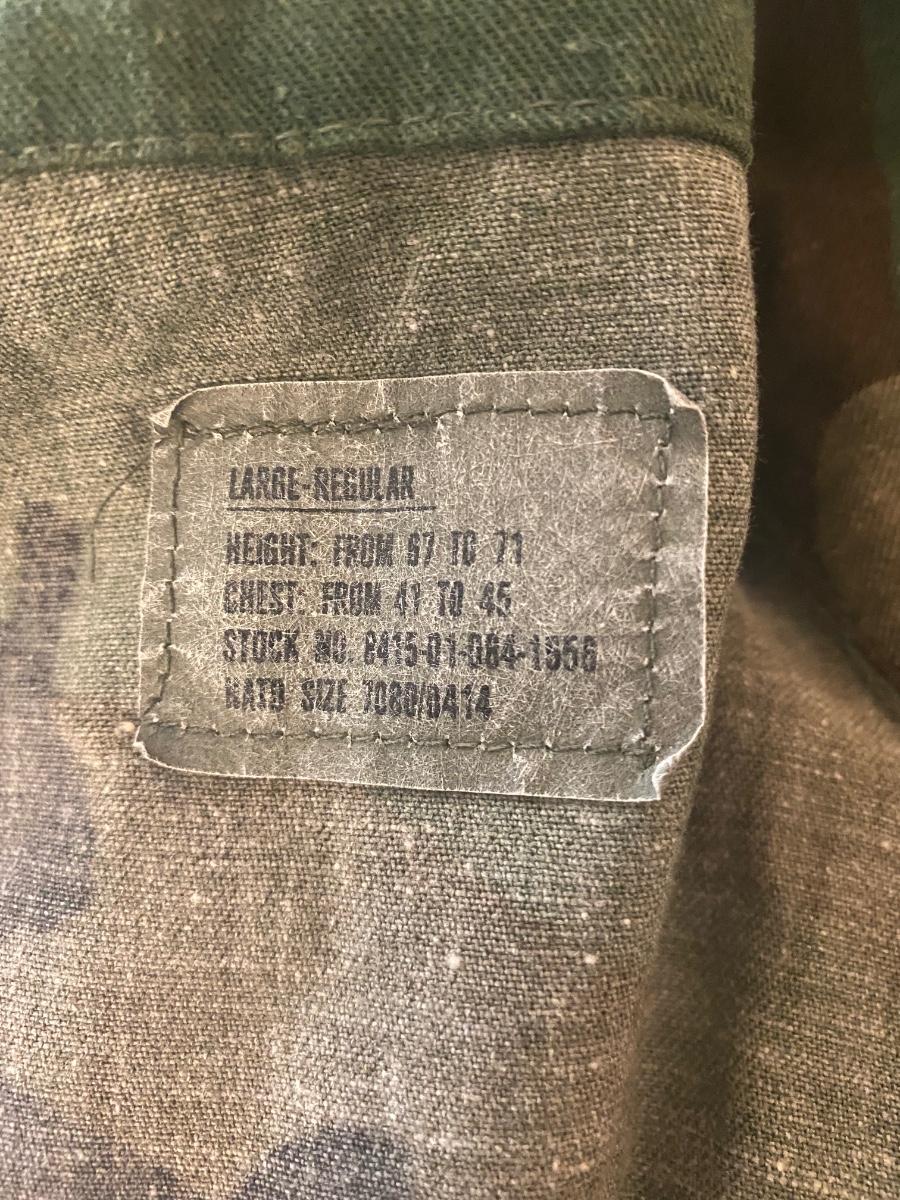 LARGE-REGULAR
HEIGHT: FROM 67 TO 71
CHEST: FROM 41 TO 45
STOCK NO. 8415-01-084-1656
NATO SIZE 7080/0414